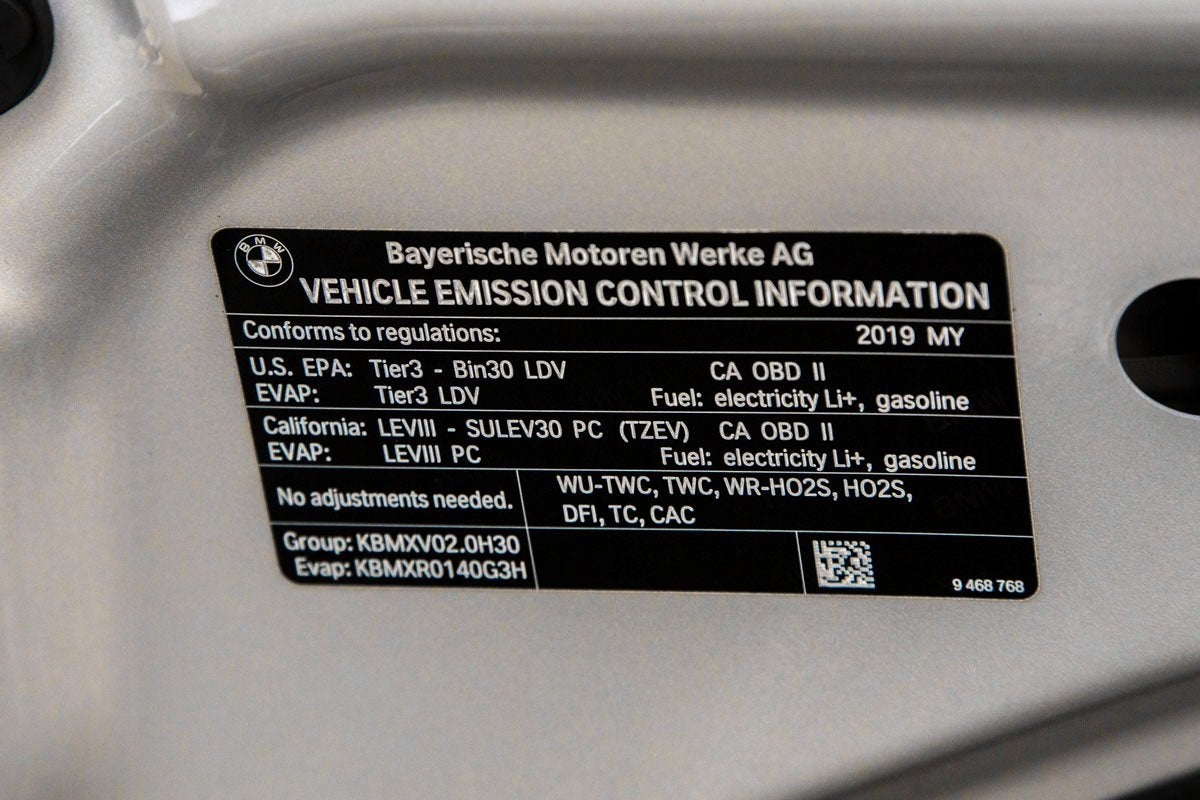 BMW
Bayerische Motoren Werke AG
VEHICLE EMISSION CONTROL INFORMATION
Conforms to regulations: 2019 MY
U.S. EPA: Tier3 - Bin30 LDV CA OBD II
EVAP: Tier3 LDV Fuel: electricity Li+, gasoline
California: LEVIII - SULEV30 PC (TZEV) CA OBD II
EVAP: LEVIII PC Fuel: electricity Li+, gasoline
No adjustments needed.
WU-TWC, TWC, WR-HO2S, HO2S,
DFI, TC, CAC
Group: KBMXV02.0H30
Evap: KBMXR0140G3H
9 468 768